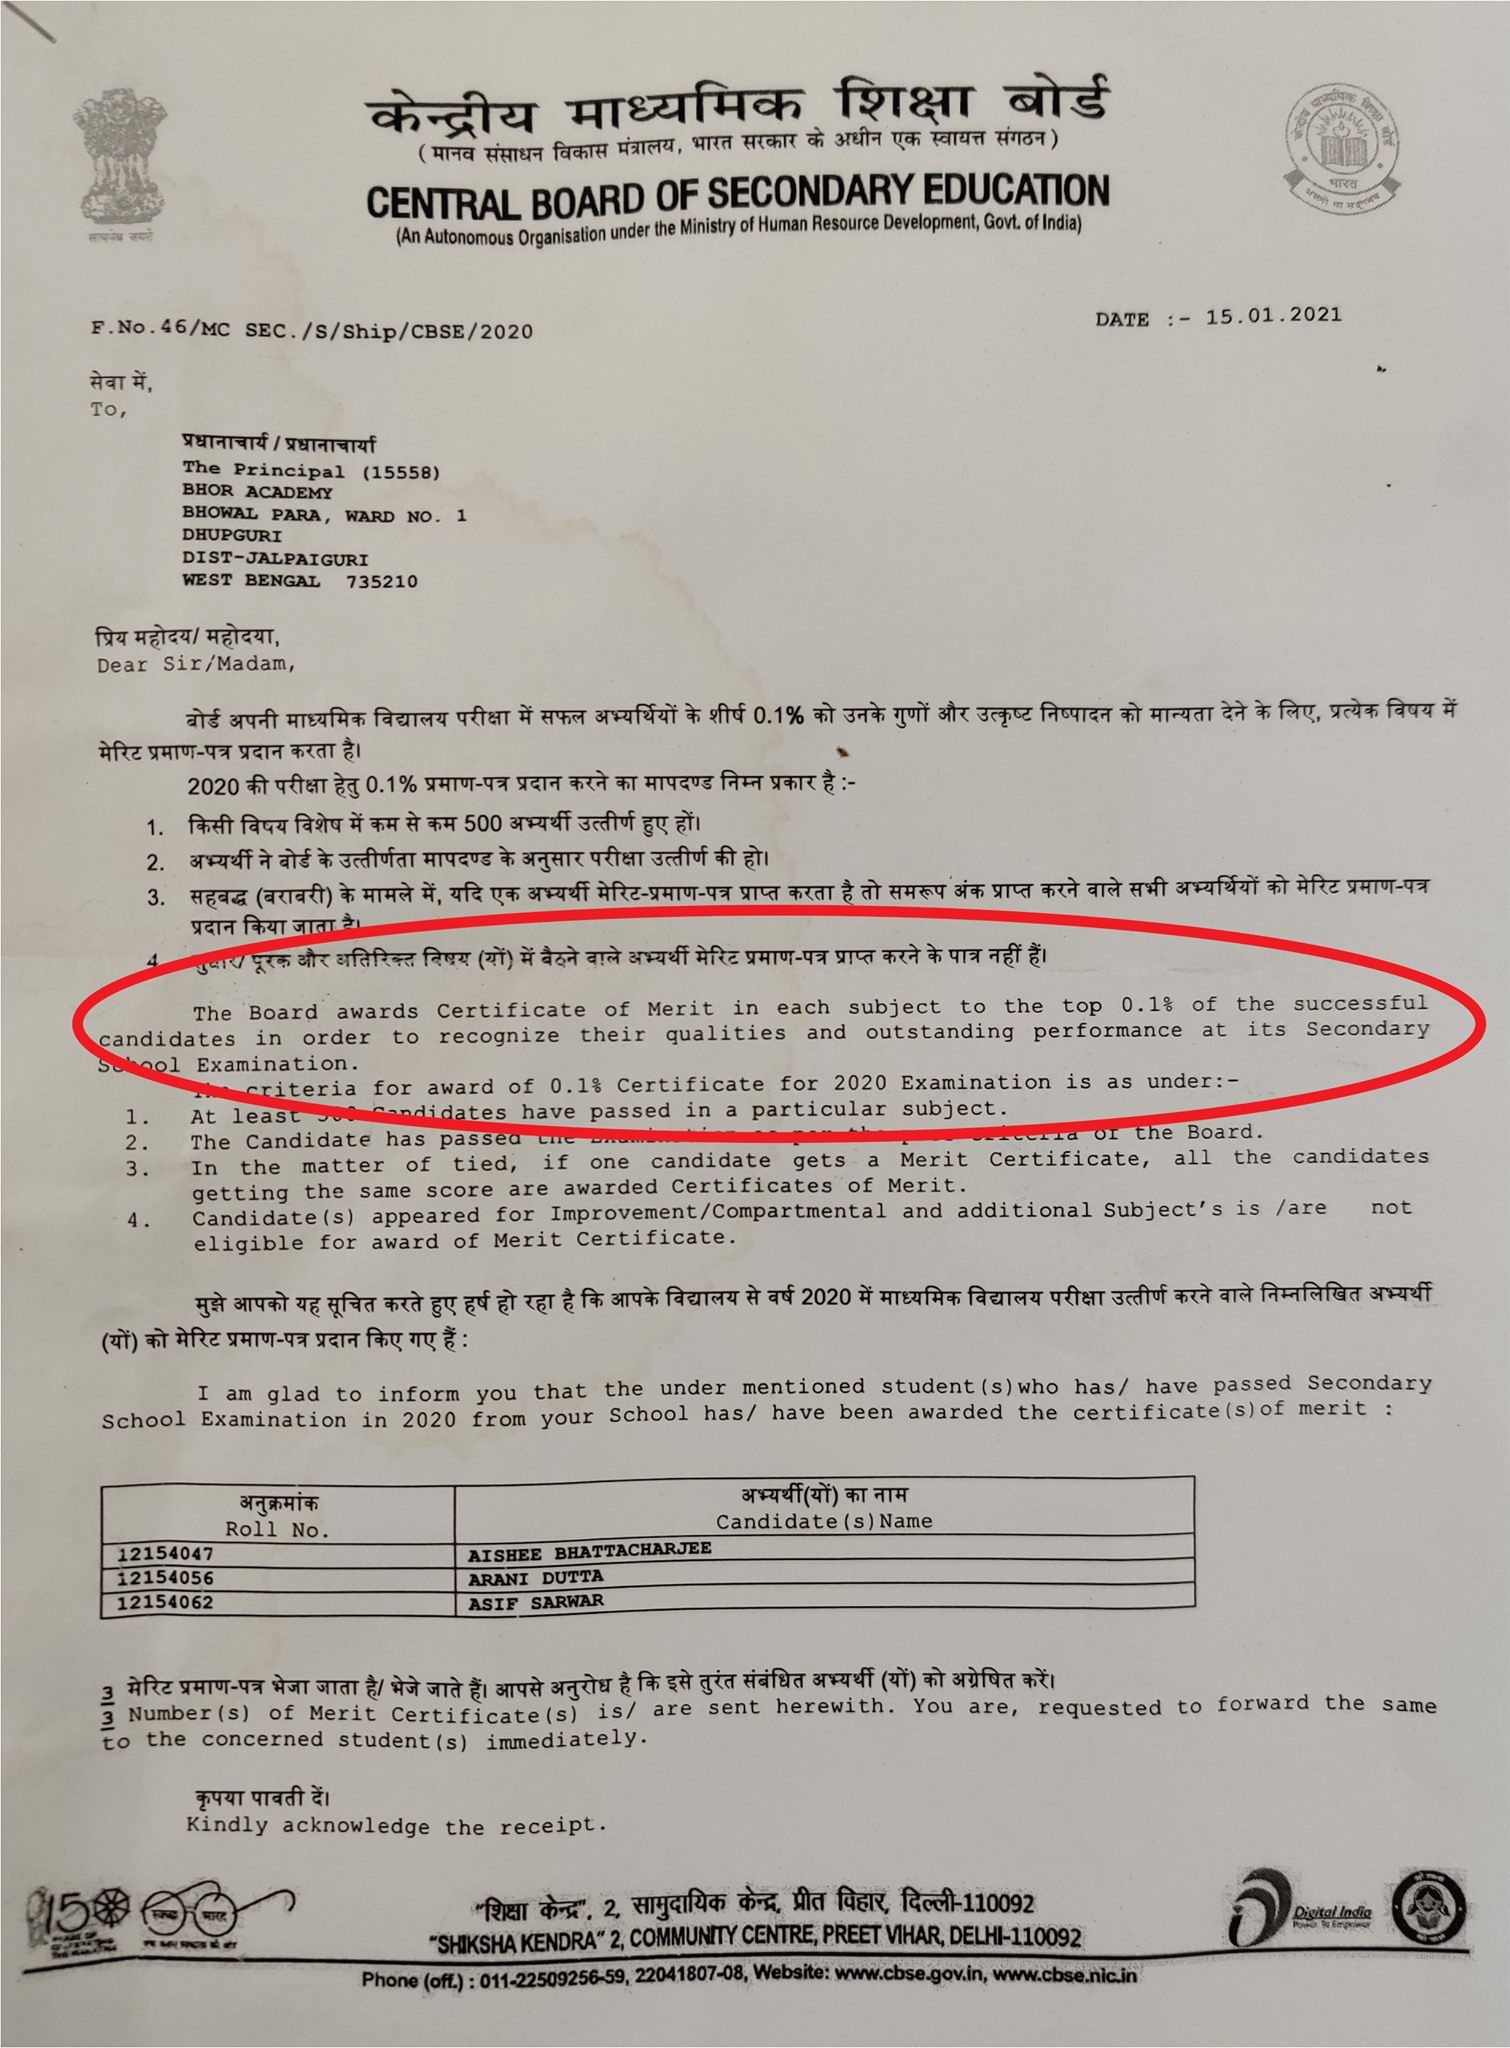 केन्द्रीय माध्यमिक शिक्षा बोर्ड
( मानव संसाधन विकास मंत्रालय, भारत सरकार के अधीन एक स्वायत्त संगठन )
CENTRAL BOARD OF SECONDARY EDUCATION
(An Autonomous Organisation under the Ministry of Human Resource Development, Govt. of India)
सत्यमेव जयते
भारत
F.No.46/MC SEC./S/Ship/CBSE/2020
DATE :- 15.01.2021
सेवा में,
To,
प्रधानाचार्य / प्रधानाचार्या
The Principal (15558)
BHOR ACADEMY
BHOWAL PARA, WARD NO. 1
DHUPGURI
DIST-JALPAIGURI
WEST BENGAL 735210
प्रिय महोदय/ महोदया,
Dear Sir/Madam,
बोर्ड अपनी माध्यमिक विद्यालय परीक्षा में सफल अभ्यर्थियों के शीर्ष 0.1% को उनके गुणों और उत्कृष्ट निष्पादन को मान्यता देने के लिए, प्रत्येक विषय में
मेरिट प्रमाण-पत्र प्रदान करता है।
2020 की परीक्षा हेतु 0.1% प्रमाण-पत्र प्रदान करने का मापदण्ड निम्न प्रकार है :-
1. किसी विषय विशेष में कम से कम 500 अभ्यर्थी उत्तीर्ण हुए हों।
2. अभ्यर्थी ने बोर्ड के उत्तीर्णता मापदण्ड के अनुसार परीक्षा उत्तीर्ण की हो।
3. सहबद्ध (बराबरी) के मामले में, यदि एक अभ्यर्थी मेरिट-प्रमाण-पत्र प्राप्त करता है तो समरूप अंक प्राप्त करने वाले सभी अभ्यर्थियों को मेरिट प्रमाण-पत्र
प्रदान किया जाता है।
4. सुधार/ पूरक और अतिरिक्त विषय (यों) में बैठने वाले अभ्यर्थी मेरिट प्रमाण-पत्र प्राप्त करने के पात्र नहीं हैं।
The Board awards Certificate of Merit in each subject to the top 0.1% of the successful
candidates in order to recognize their qualities and outstanding performance at its Secondary
School Examination.
The criteria for award of 0.1% Certificate for 2020 Examination is as under:-
1. At least 500 Candidates have passed in a particular subject.
2. The Candidate has passed the Examination as per the pass criteria of the Board.
3. In the matter of tied, if one candidate gets a Merit Certificate, all the candidates
getting the same score are awarded Certificates of Merit.
4. Candidate(s) appeared for Improvement/Compartmental and additional Subject's is /are not
eligible for award of Merit Certificate.
मुझे आपको यह सूचित करते हुए हर्ष हो रहा है कि आपके विद्यालय से वर्ष 2020 में माध्यमिक विद्यालय परीक्षा उत्तीर्ण करने वाले निम्नलिखित अभ्यर्थी
(यों) को मेरिट प्रमाण-पत्र प्रदान किए गए हैं :
I am glad to inform you that the under mentioned student(s)who has/ have passed Secondary
School Examination in 2020 from your School has/ have been awarded the certificate(s)of merit :
अनुक्रमांक अभ्यर्थी(यों) का नाम
Roll No. Candidate(s)Name
12154047 AISHEE BHATTACHARJEE
12154056 ARANI DUTTA
12154062 ASIF SARWAR
3 मेरिट प्रमाण-पत्र भेजा जाता है/ भेजे जाते हैं। आपसे अनुरोध है कि इसे तुरंत संबंधित अभ्यर्थी (यों) को अग्रेषित करें।
3 Number(s) of Merit Certificate(s) is/ are sent herewith. You are, requested to forward the same
to the concerned student(s) immediately.
कृपया पावती दें।
Kindly acknowledge the receipt.
"शिक्षा केन्द्र", 2, सामुदायिक केन्द्र, प्रीत विहार, दिल्ली-110092
"SHIKSHA KENDRA" 2, COMMUNITY CENTRE, PREET VIHAR, DELHI-110092
Phone (off.) : 011-22509256-59, 22041807-08, Website: www.cbse.gov.in, www.cbse.nic.in
150
स्वच्छ भारत
Digital India
Power To Empower